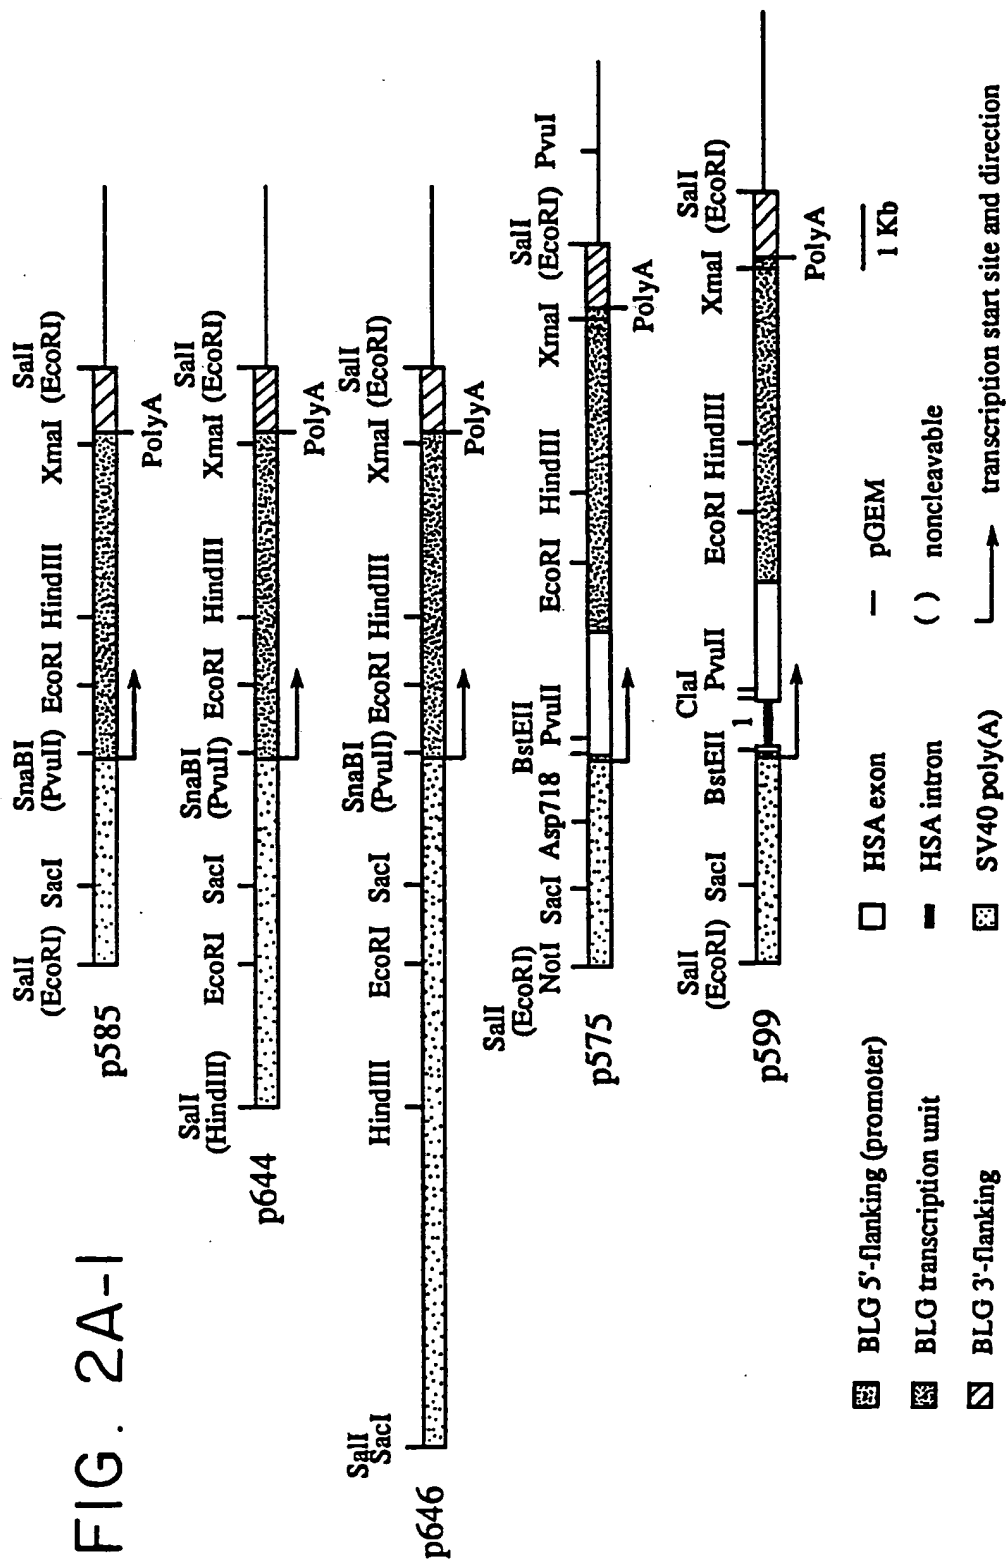 FIG. 2A-1
SalI
(EcoRI) SacI
SnaBI
(PvuII) EcoRI HindIII
XmaI
SalI
(EcoRI)
PolyA
p585
SalI
(HindIII)
EcoRI SacI
SnaBI
(PvuII) EcoRI HindIII
XmaI
SalI
(EcoRI)
PolyA
p644
SalI
SacI
HindIII
EcoRI SacI
SnaBI
(PvuII) EcoRI HindIII
XmaI
SalI
(EcoRI)
PolyA
p646
SalI
(EcoRI)
NotI SacI Asp718
BstEII
PvuII
EcoRI HindIII
XmaI
SalI
(EcoRI) PvuI
PolyA
p575
SalI
(EcoRI) SacI
BstEII 1
ClaI
PvuII
EcoRI HindIII
XmaI
SalI
(EcoRI)
PolyA
p599
BLG 5'-flanking (promoter)
HSA exon
pGEM
1 Kb
BLG transcription unit
HSA intron
( ) noncleavable
BLG 3'-flanking
SV40 poly(A)
transcription start site and direction